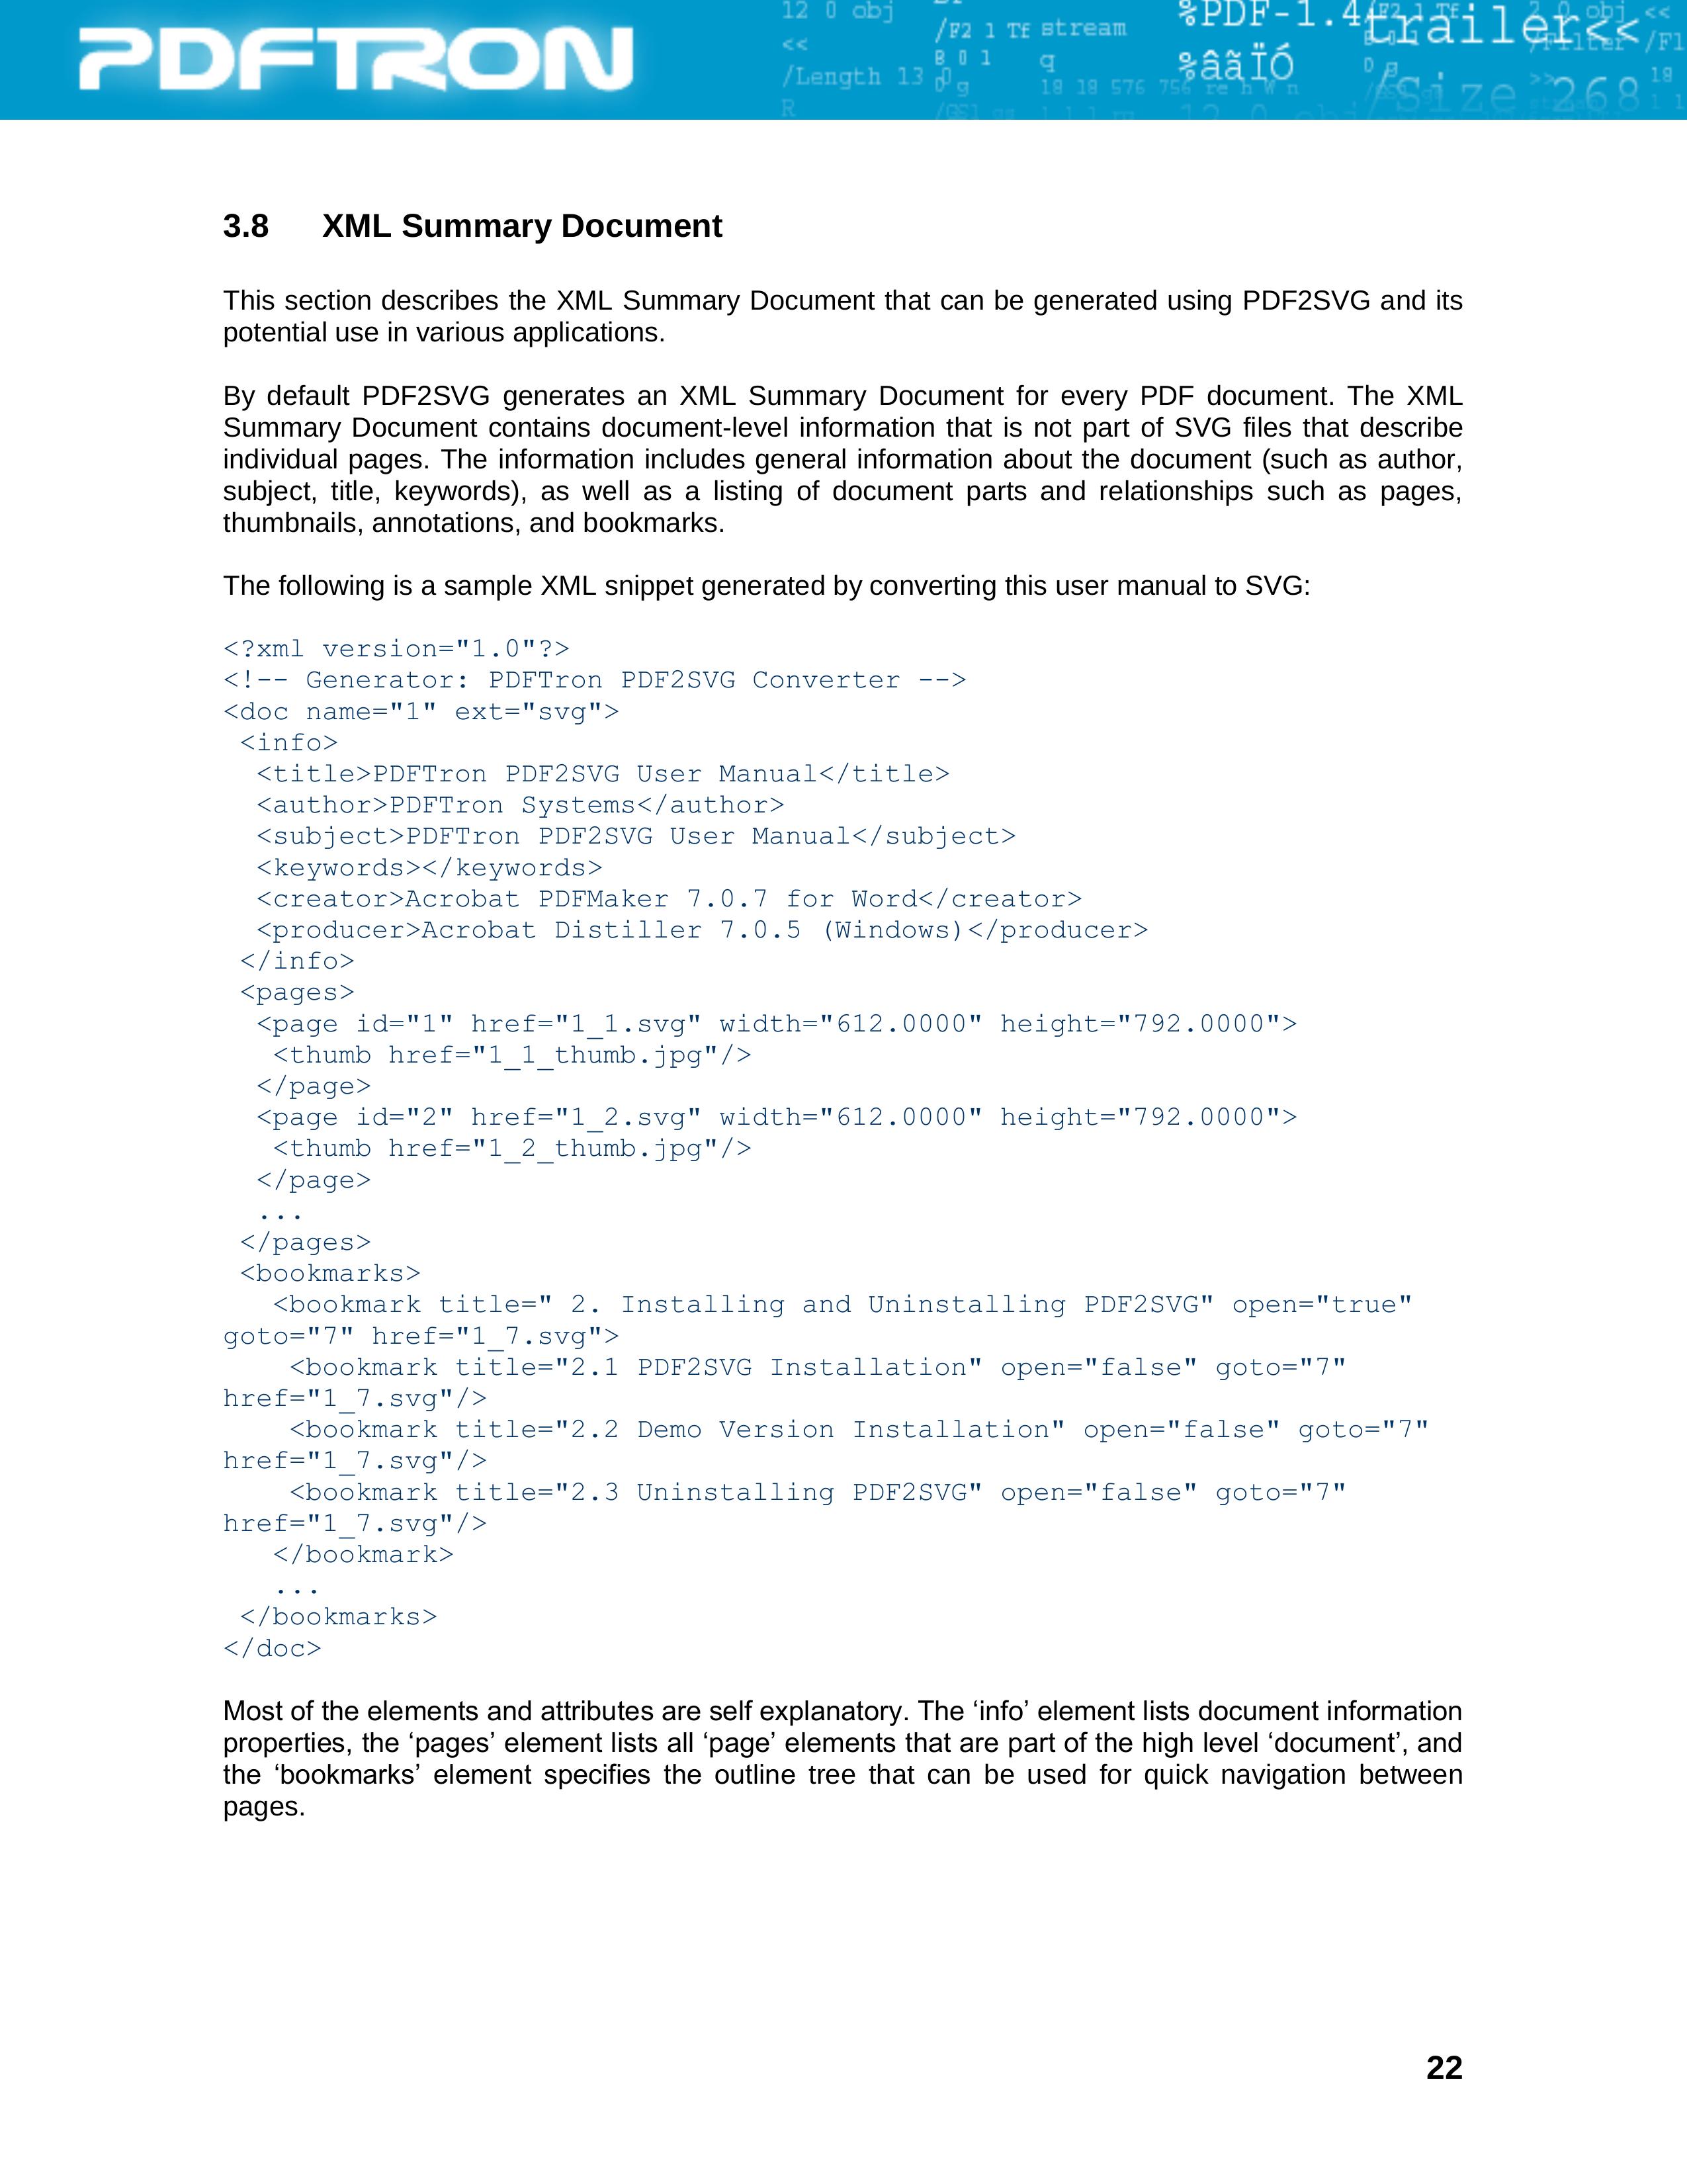 PDFTRON
12 0 obj
<<
/Length 13 0
R
/F2 1 Tf
stream
q
18 18 576 756 re h W n
%PDF-1.4
%âãÏÓ
trailer<<
/Size 268
3.8 XML Summary Document
This section describes the XML Summary Document that can be generated using PDF2SVG and its
potential use in various applications.
By default PDF2SVG generates an XML Summary Document for every PDF document. The XML
Summary Document contains document-level information that is not part of SVG files that describe
individual pages. The information includes general information about the document (such as author,
subject, title, keywords), as well as a listing of document parts and relationships such as pages,
thumbnails, annotations, and bookmarks.
The following is a sample XML snippet generated by converting this user manual to SVG:
<?xml version="1.0"?>
<!-- Generator: PDFTron PDF2SVG Converter -->
<doc name="1" ext="svg">
<info>
<title>PDFTron PDF2SVG User Manual</title>
<author>PDFTron Systems</author>
<subject>PDFTron PDF2SVG User Manual</subject>
<keywords></keywords>
<creator>Acrobat PDFMaker 7.0.7 for Word</creator>
<producer>Acrobat Distiller 7.0.5 (Windows)</producer>
</info>
<pages>
<page id="1" href="1_1.svg" width="612.0000" height="792.0000">
<thumb href="1_1_thumb.jpg"/>
</page>
<page id="2" href="1_2.svg" width="612.0000" height="792.0000">
<thumb href="1_2_thumb.jpg"/>
</page>
...
</pages>
<bookmarks>
<bookmark title=" 2. Installing and Uninstalling PDF2SVG" open="true"
goto="7" href="1_7.svg">
<bookmark title="2.1 PDF2SVG Installation" open="false" goto="7"
href="1_7.svg"/>
<bookmark title="2.2 Demo Version Installation" open="false" goto="7"
href="1_7.svg"/>
<bookmark title="2.3 Uninstalling PDF2SVG" open="false" goto="7"
href="1_7.svg"/>
</bookmark>
...
</bookmarks>
</doc>
Most of the elements and attributes are self explanatory. The ‘info’ element lists document information
properties, the ‘pages’ element lists all ‘page’ elements that are part of the high level ‘document’, and
the ‘bookmarks’ element specifies the outline tree that can be used for quick navigation between
pages.
22